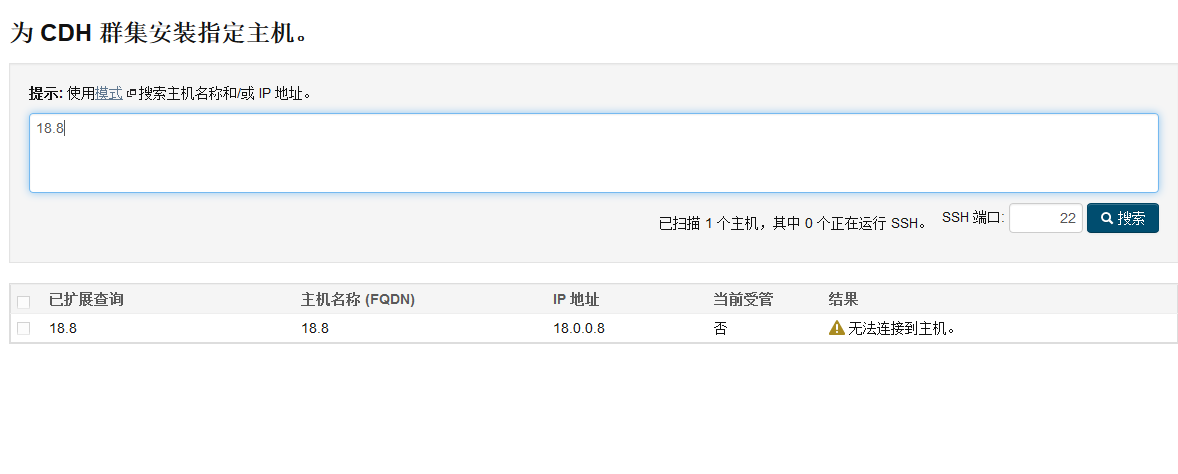 为 CDH 群集安装指定主机。
提示: 使用模式 搜索主机名称和/或 IP 地址。
18.8
已扫描 1 个主机，其中 0 个正在运行 SSH。 SSH 端口: 22 搜索
已扩展查询 主机名称 (FQDN) IP 地址 当前受管 结果
18.8 18.8 18.0.0.8 否 无法连接到主机。